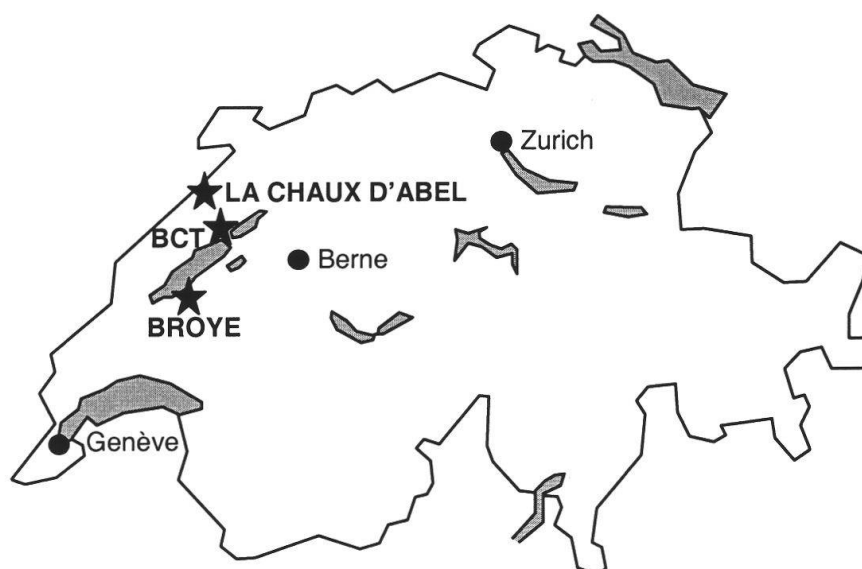 Zurich
LA CHAUX D'ABEL
BCT
Berne
BROYE
Genève